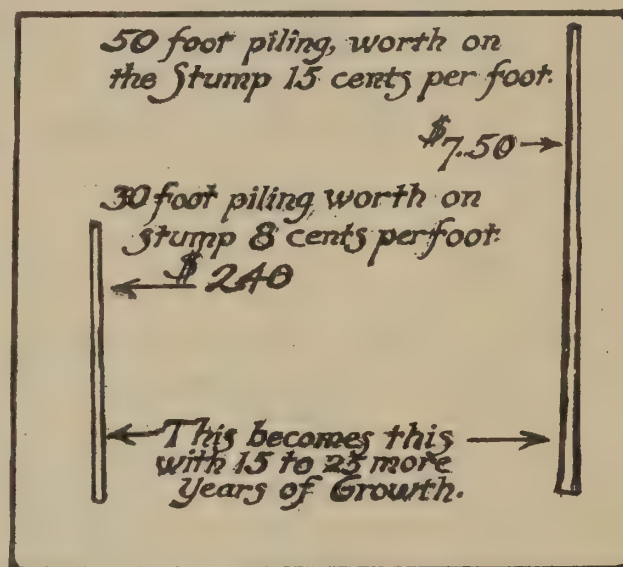 50 foot piling, worth on
the Stump 15 cents per foot.
$7.50
30 foot piling worth on
stump 8 cents per foot.
$ 2.40
This becomes this
with 15 to 25 more
Years of Growth.